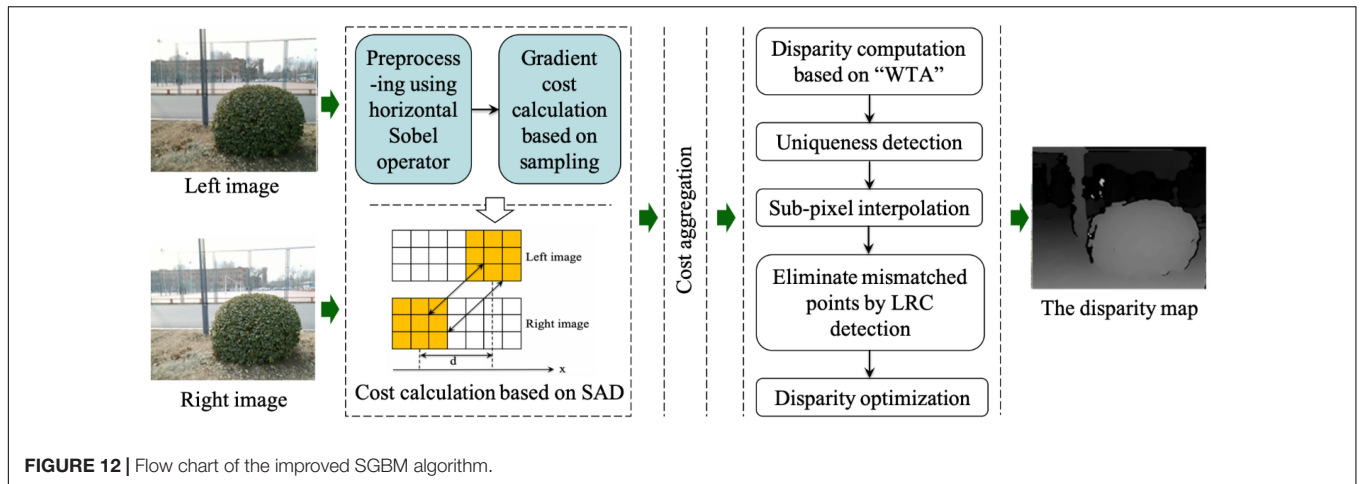 Left image
Right image
Preprocess
-ing using
horizontal
Sobel
operator
Gradient
cost
calculation
based on
sampling
Left image
Right image
d
x
Cost calculation based on SAD
Cost aggregation
Disparity computation
based on “WTA”
Uniqueness detection
Sub-pixel interpolation
Eliminate mismatched
points by LRC
detection
Disparity optimization
The disparity map
FIGURE 12 | Flow chart of the improved SGBM algorithm.